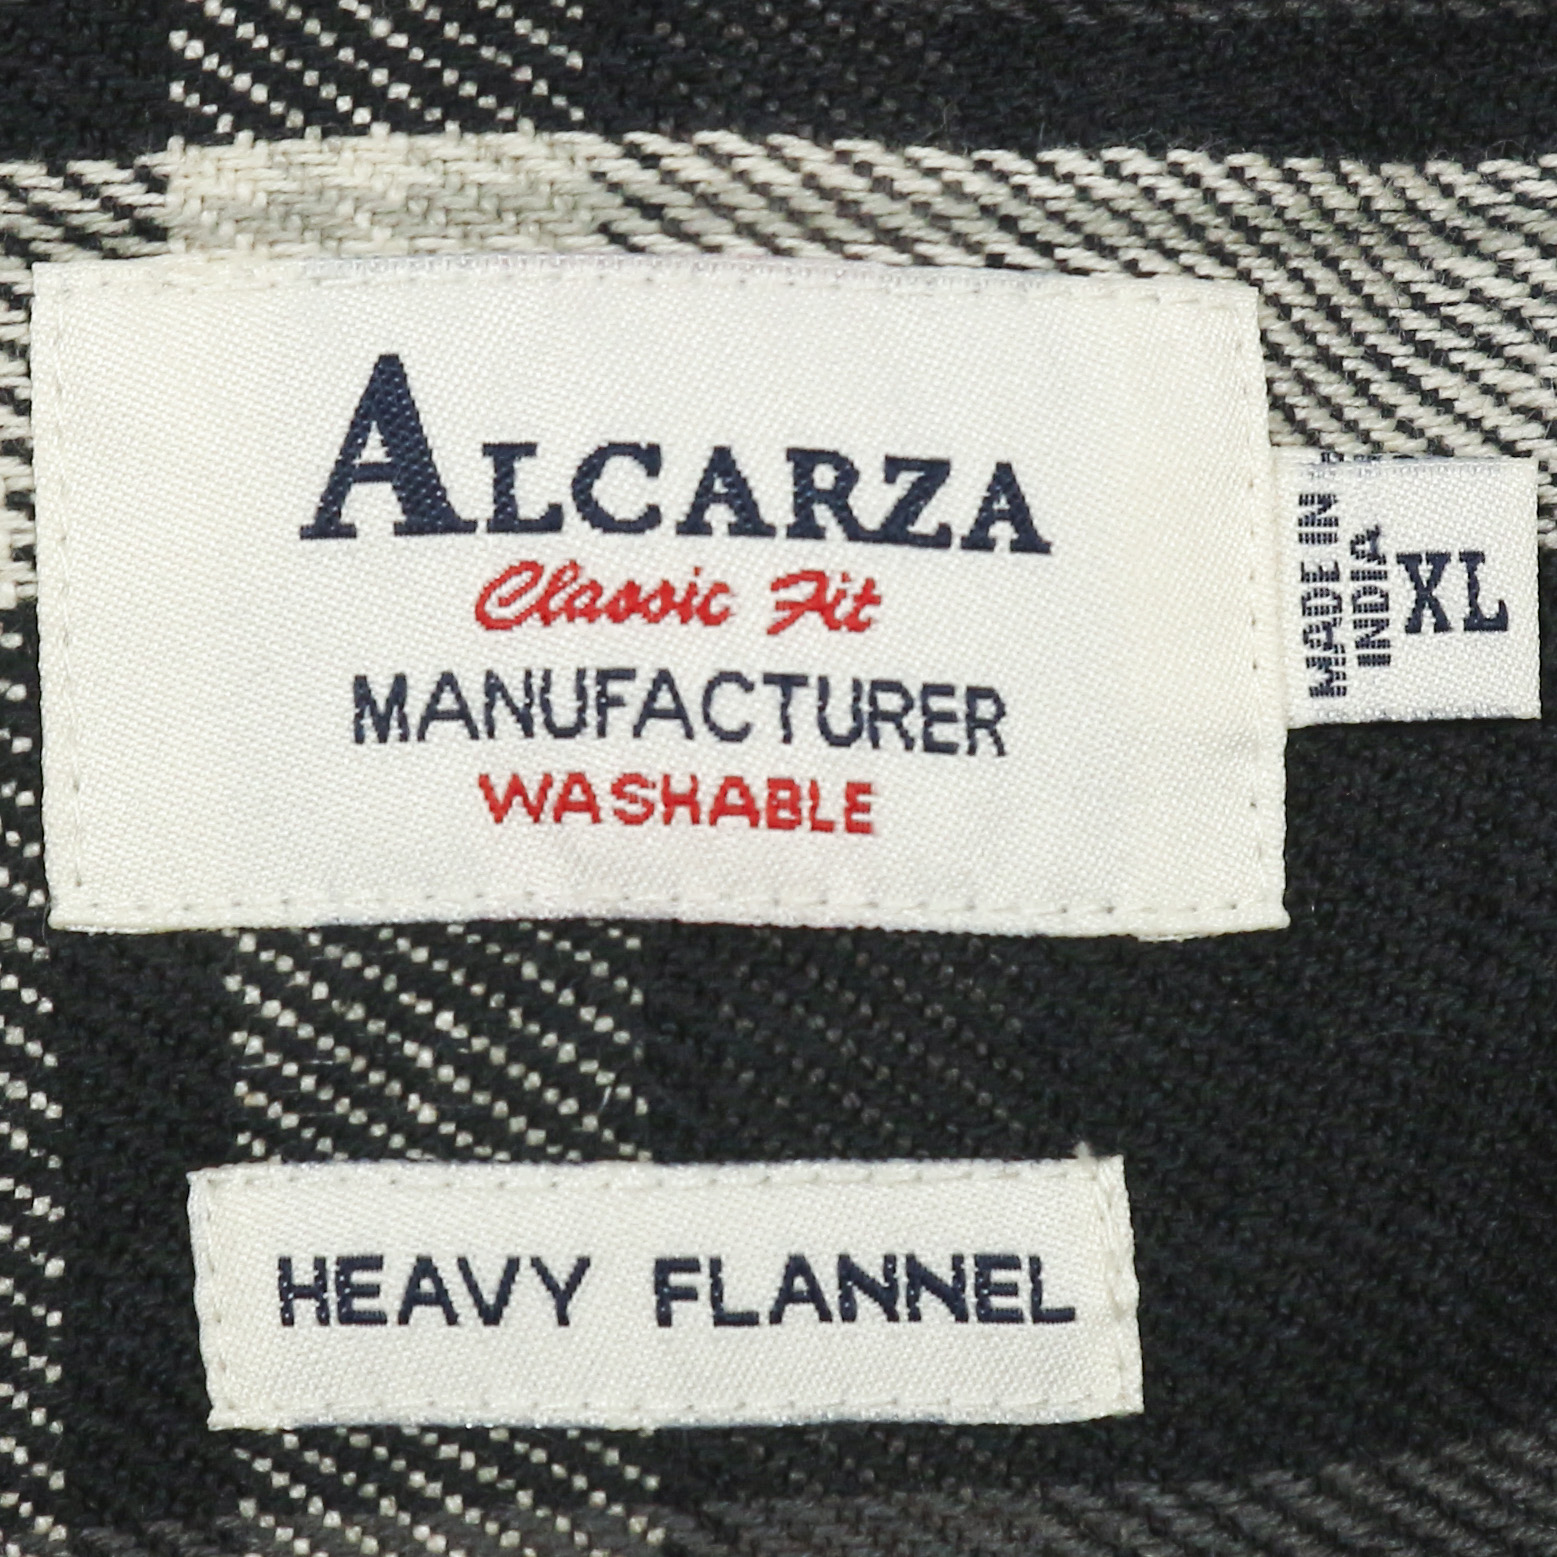 ALCARZA
Classic Fit
MANUFACTURER
WASHABLE
MADE IN
INDIA
XL
HEAVY FLANNEL